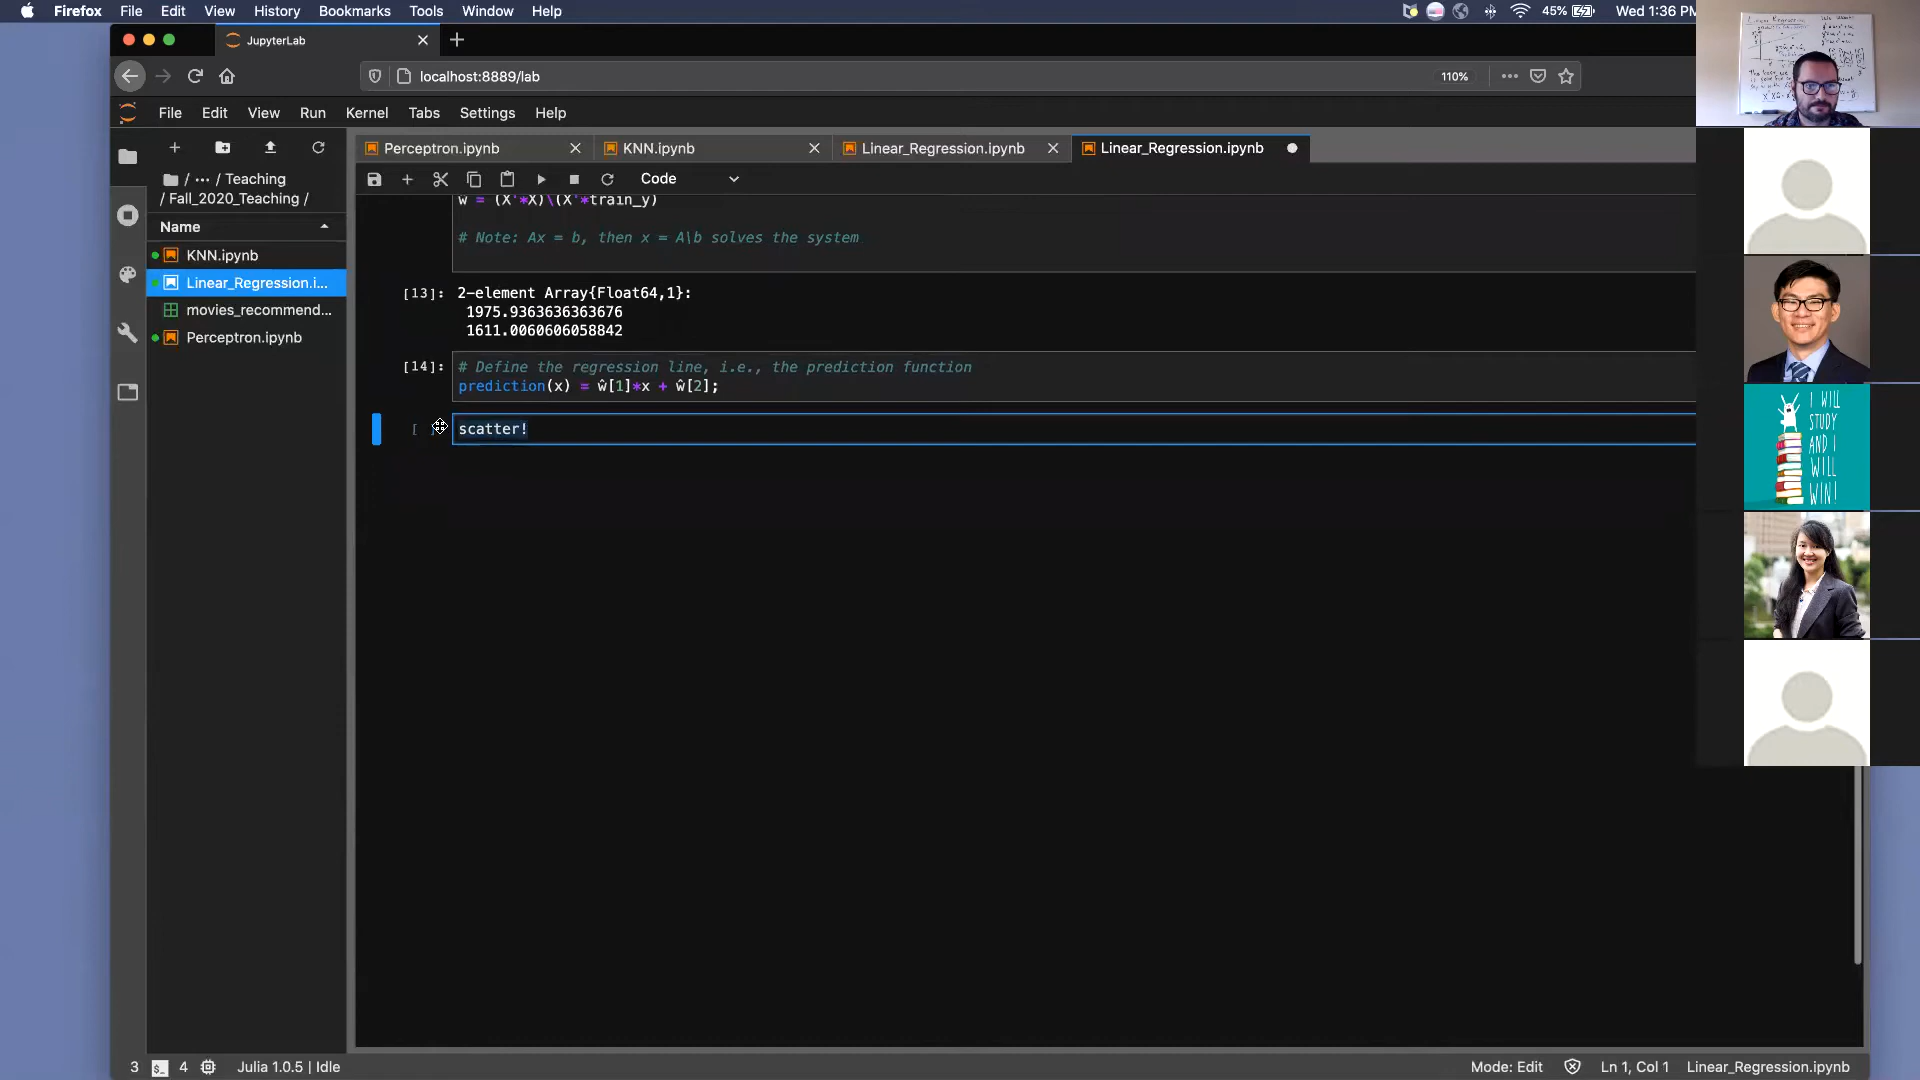 Firefox File Edit View History Bookmarks Tools Window Help
45% Wed 1:36 PM
JupyterLab
localhost:8889/lab
110%
File Edit View Run Kernel Tabs Settings Help
Perceptron.ipynb
KNN.ipynb
Linear_Regression.ipynb
Linear_Regression.ipynb
Code
/ ··· / Teaching
/ Fall_2020_Teaching /
Name
KNN.ipynb
Linear_Regression.i...
movies_recommend...
Perceptron.ipynb
ŵ = (X'*X)\(X'*train_y)
# Note: Ax = b, then x = A\b solves the system
[13]: 2-element Array{Float64,1}:
1975.9363636363676
1611.0060606058842
[14]: # Define the regression line, i.e., the prediction function
prediction(x) = ŵ[1]*x + ŵ[2];
[ ]: scatter!
Linear Regression
I WILL
STUDY
AND I
WILL
WIN!
3 $_ 4 Julia 1.0.5 | Idle
Mode: Edit Ln 1, Col 1 Linear_Regression.ipynb